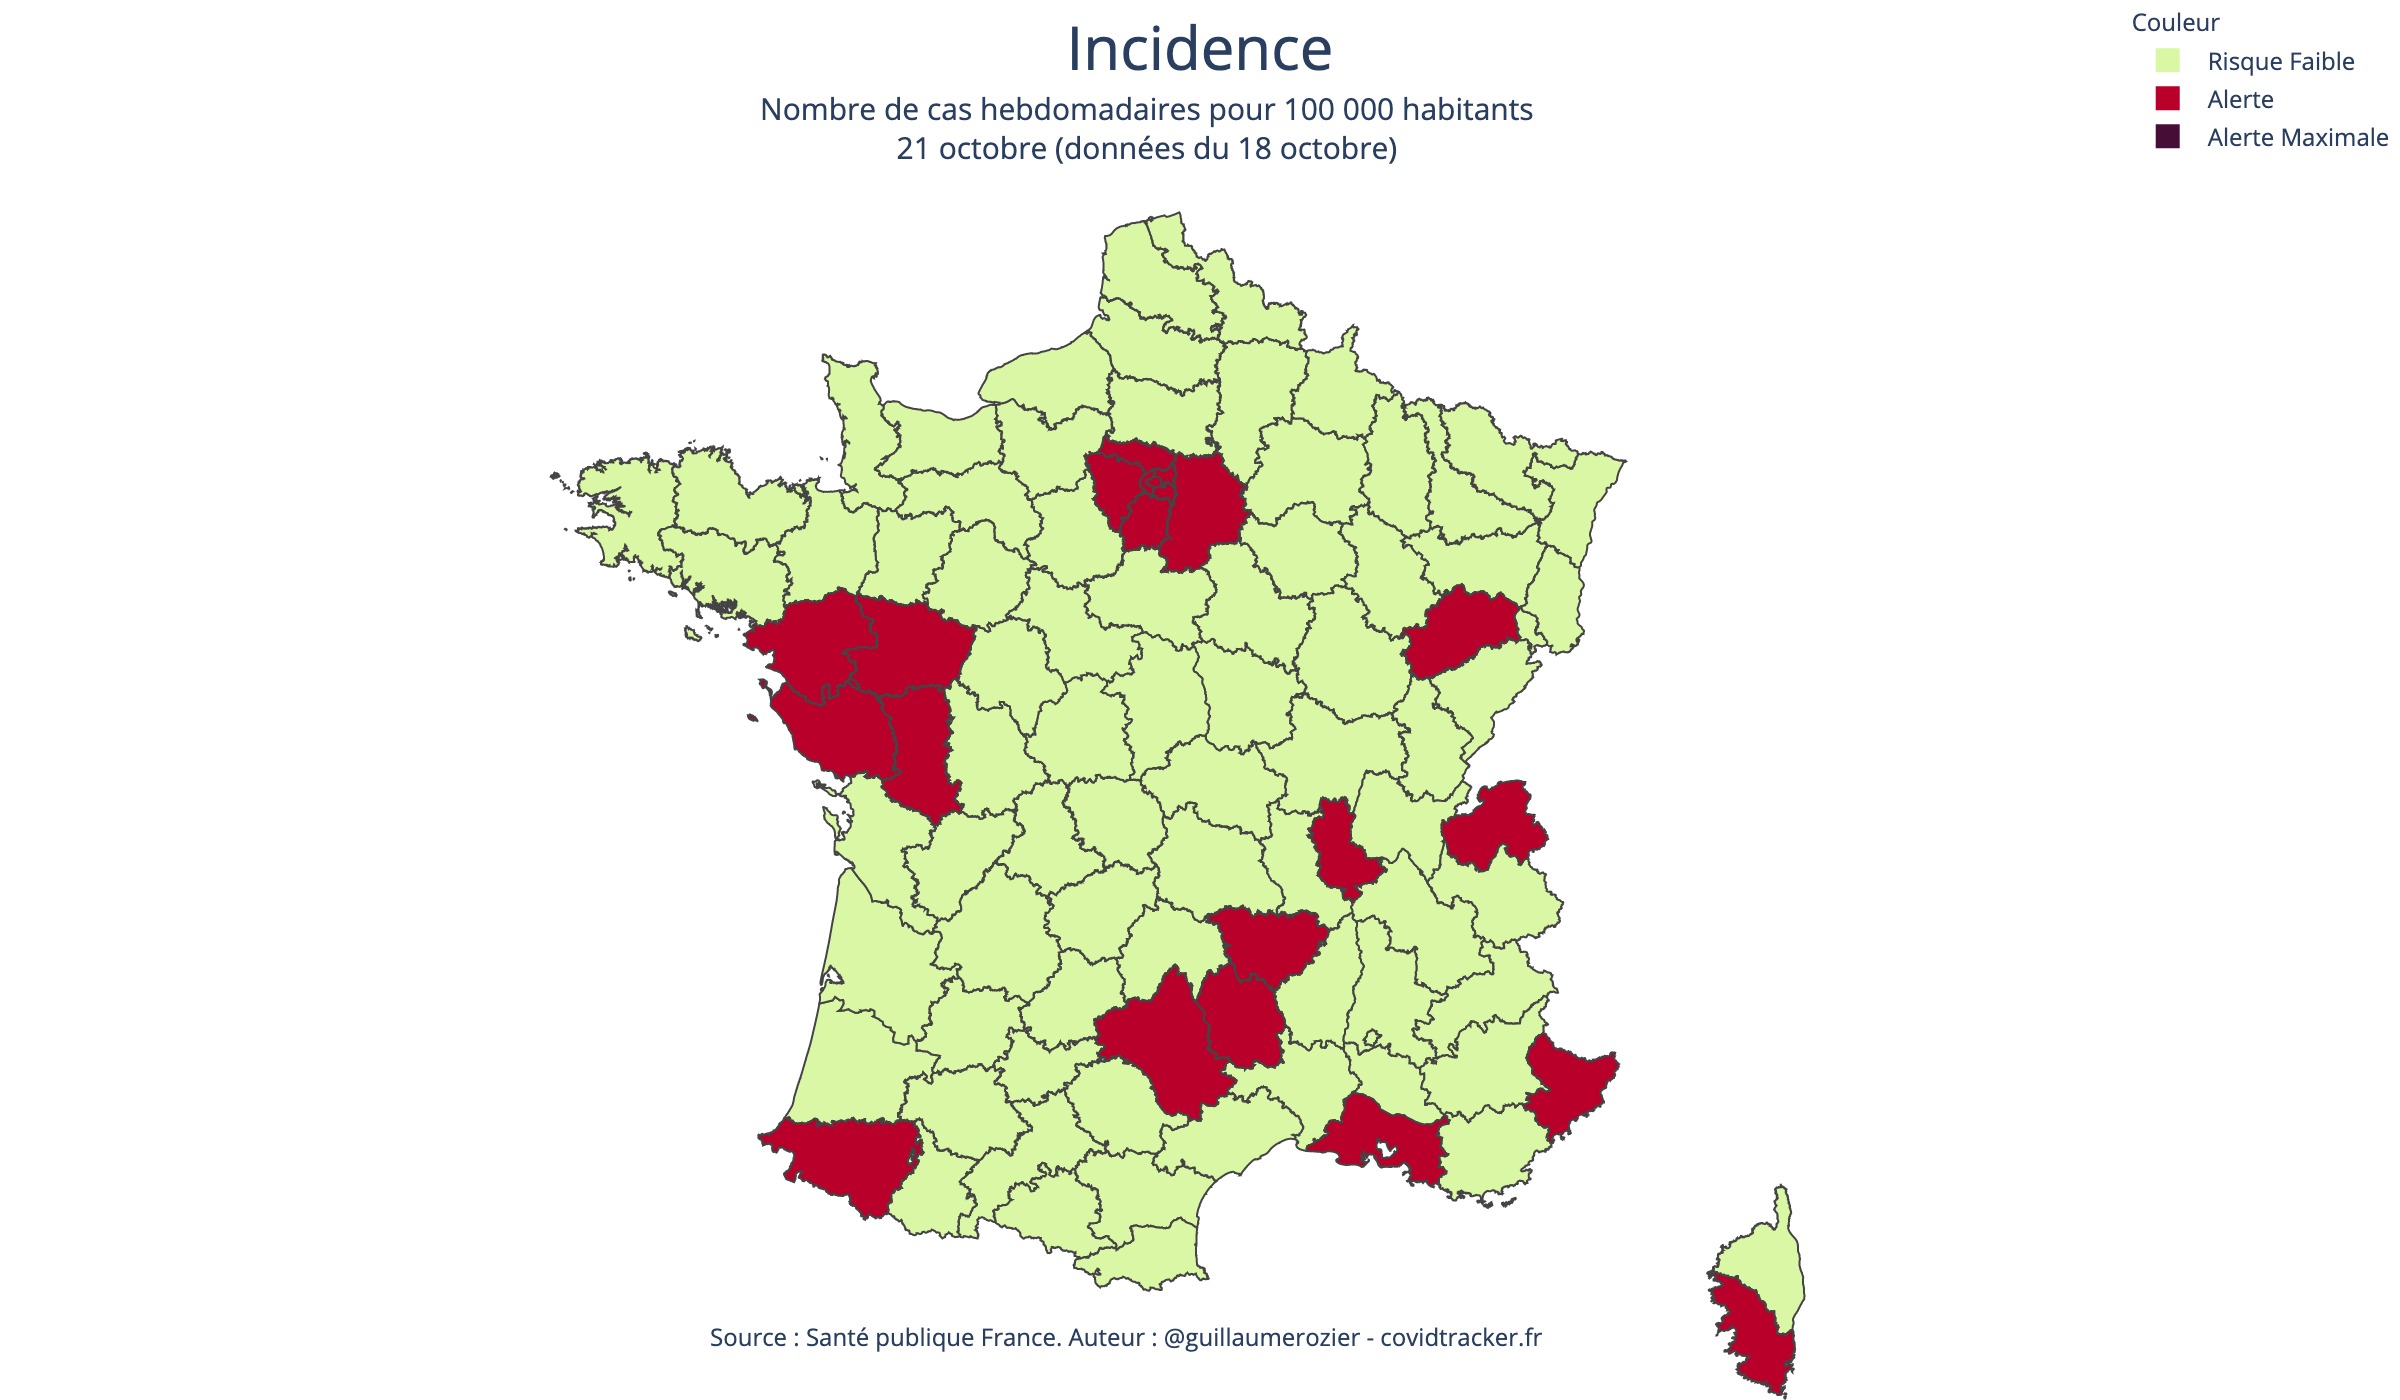 Incidence
Nombre de cas hebdomadaires pour 100 000 habitants
21 octobre (données du 18 octobre)
Couleur
Risque Faible
Alerte
Alerte Maximale
Source : Santé publique France. Auteur : @guillaumerozier - covidtracker.fr